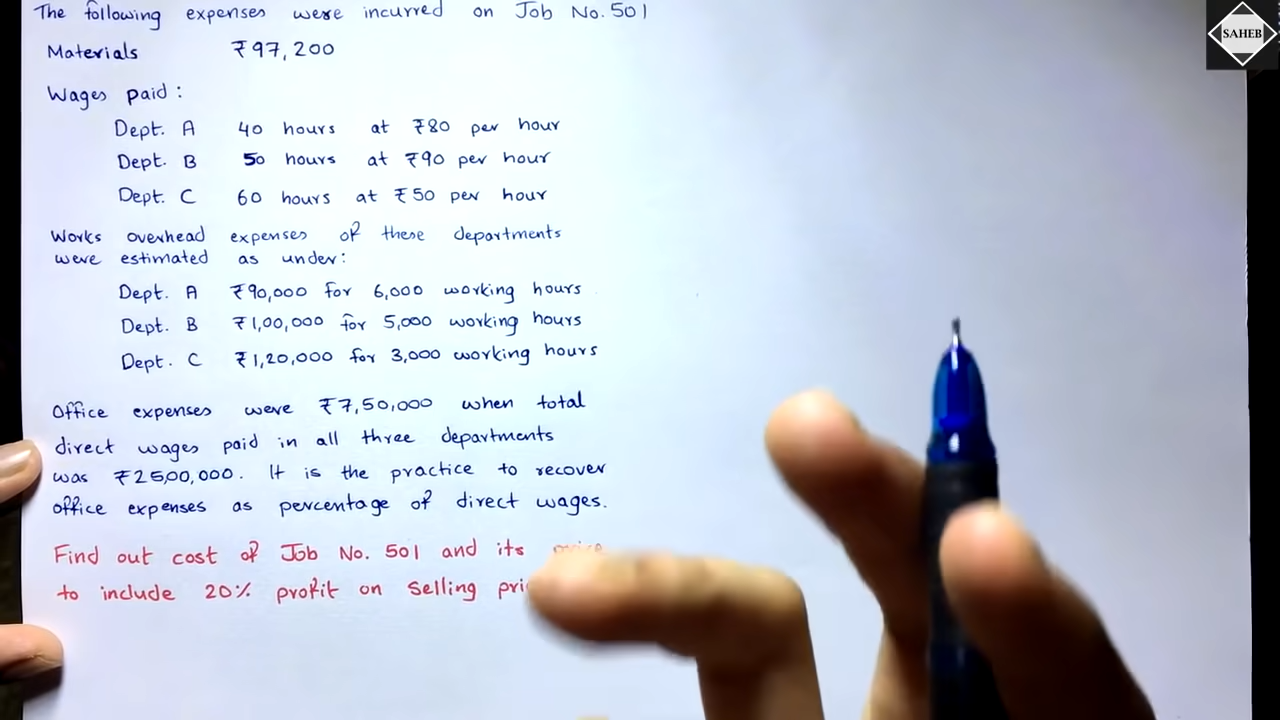 The following expenses were incurred on Job No. 501
SAHEB
Materials ₹97,200
Wages paid:
Dept. A 40 hours at ₹80 per hour
Dept. B 50 hours at ₹90 per hour
Dept. C 60 hours at ₹50 per hour
Works overhead expenses of these departments
were estimated as under:
Dept. A ₹90,000 for 6,000 working hours
Dept. B ₹1,00,000 for 5,000 working hours
Dept. C ₹1,20,000 for 3,000 working hours
Office expenses were ₹7,50,000 when total
direct wages paid in all three departments
was ₹2500,000. It is the practice to recover
office expenses as percentage of direct wages.
Find out cost of Job No. 501 and its
to include 20% profit on Selling